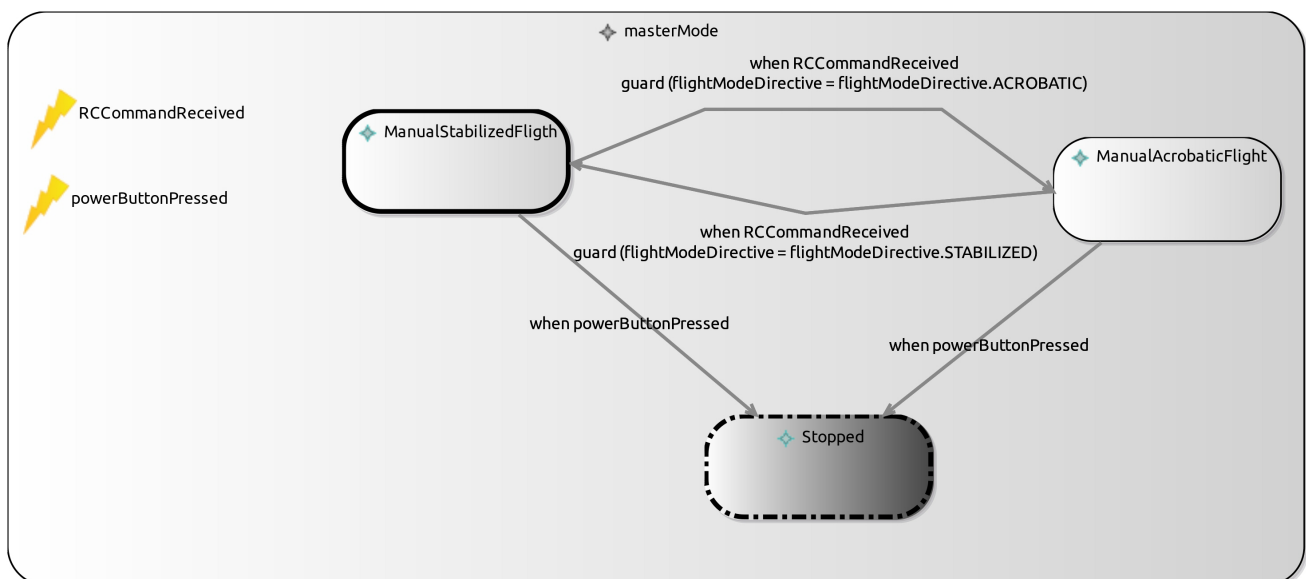 masterMode
when RCCommandReceived
guard (flightModeDirective = flightModeDirective.ACROBATIC)
RCCommandReceived
ManualStabilizedFligth
ManualAcrobaticFlight
powerButtonPressed
when RCCommandReceived
guard (flightModeDirective = flightModeDirective.STABILIZED)
when powerButtonPressed
when powerButtonPressed
Stopped